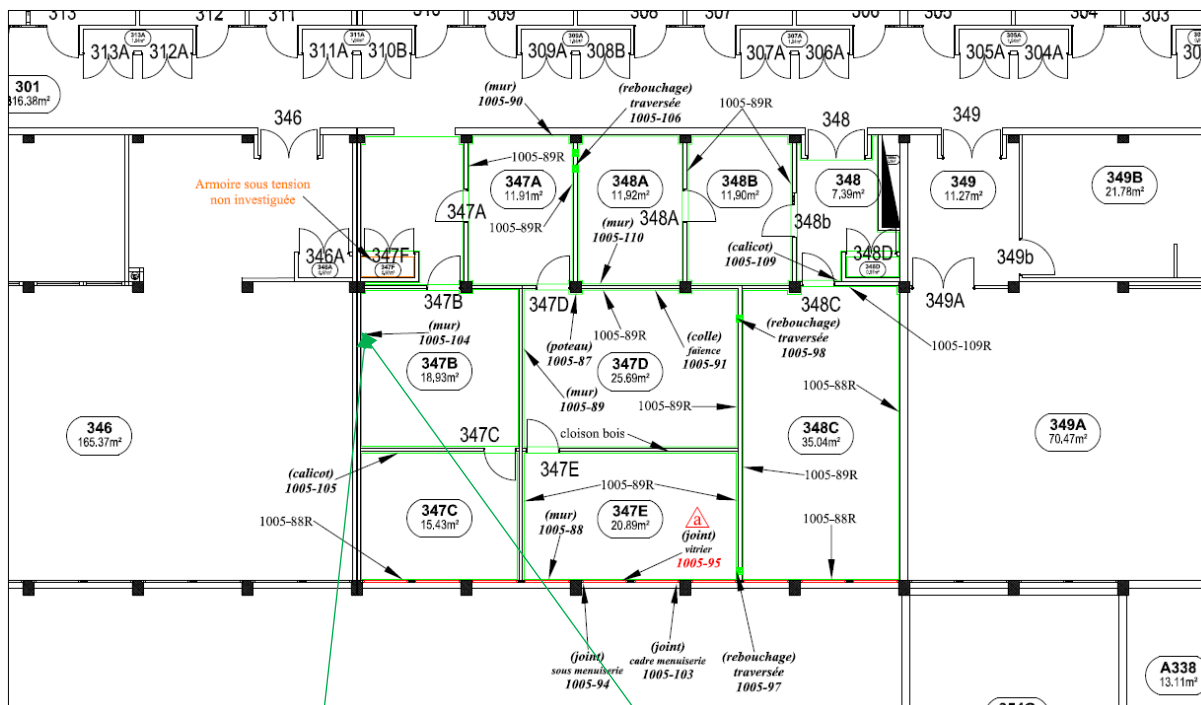 313
312
311
310
309
308
307
308
305
304
303
313A
312A
311A
310B
309A
308B
307A
306A
305A
304A
313A
311A
309A
307A
305A
301
316.38m²
346
(mur)
1005-90
(rebouchage)
traversée
1005-106
1005-89R
348
349
Armoire sous tension
non investiguée
347A
1005-89R
347A
11.91m²
1005-89R
348A
11,92m²
348A
348B
11,90m²
348
7,39m²
349
11.27m²
349B
21.78m²
348b
349b
(mur)
1005-110
(calicot)
1005-109
346A
347F
348D
349A
347B
347D
348C
(mur)
1005-104
(poteau)
1005-87
1005-89R
(colle)
faïence
1005-91
(rebouchage)
traversée
1005-98
1005-109R
347B
18,93m²
(mur)
1005-89
347D
25.69m²
1005-89R
1005-88R
346
165.37m²
347C
cloison bois
348C
35.04m²
349A
70,47m²
347E
(calicot)
1005-105
1005-89R
1005-89R
1005-88R
347C
15,43m²
(mur)
1005-88
347E
20.89m²
a
(joint)
vitrier
1005-95
1005-88R
(joint)
sous menuiserie
1005-94
(joint)
cadre menuiserie
1005-103
(rebouchage)
traversée
1005-97
A338
13.11m²